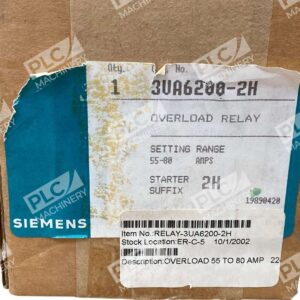 Qty.
1 3UA6200-2H
OVERLOAD RELAY
SETTING RANGE
55-80 AMPS
STARTER 2H
SUFFIX
19890420
SIEMENS
Item No.:RELAY-3UA6200-2H
Stock Location:ER-C-5 10/1/2002
Description:OVERLOAD 55 TO 80 AMP
PLC
MACHINERY